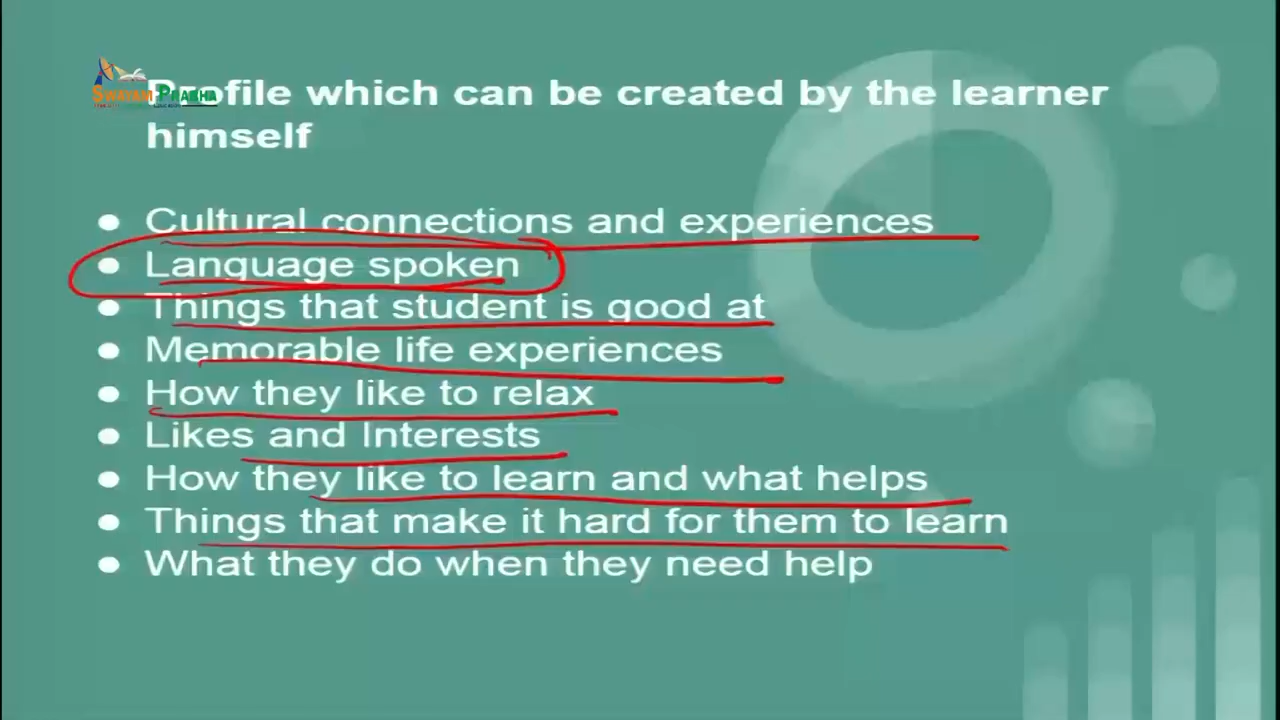 SWAYAM PRABHA
Profile which can be created by the learner
himself
● Cultural connections and experiences
● Language spoken
● Things that student is good at
● Memorable life experiences
● How they like to relax
● Likes and Interests
● How they like to learn and what helps
● Things that make it hard for them to learn
● What they do when they need help